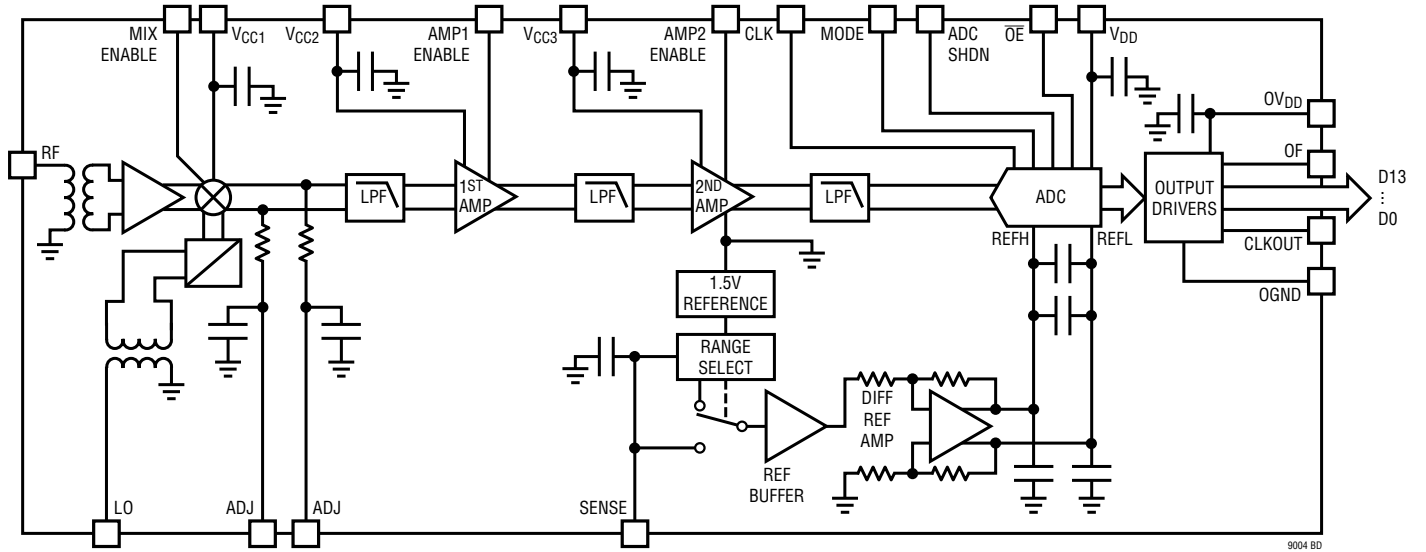 MIX
ENABLE
VCC1
VCC2
AMP1
ENABLE
VCC3
AMP2
ENABLE
CLK
MODE
ADC
SHDN
OE
VDD
RF
LPF
1ST
AMP
LPF
2ND
AMP
LPF
ADC
REFH
REFL
OUTPUT
DRIVERS
OVDD
OF
D13
⋮
D0
CLKOUT
OGND
1.5V
REFERENCE
RANGE
SELECT
REF
BUFFER
DIFF
REF
AMP
LO
ADJ
ADJ
SENSE
9004 BD